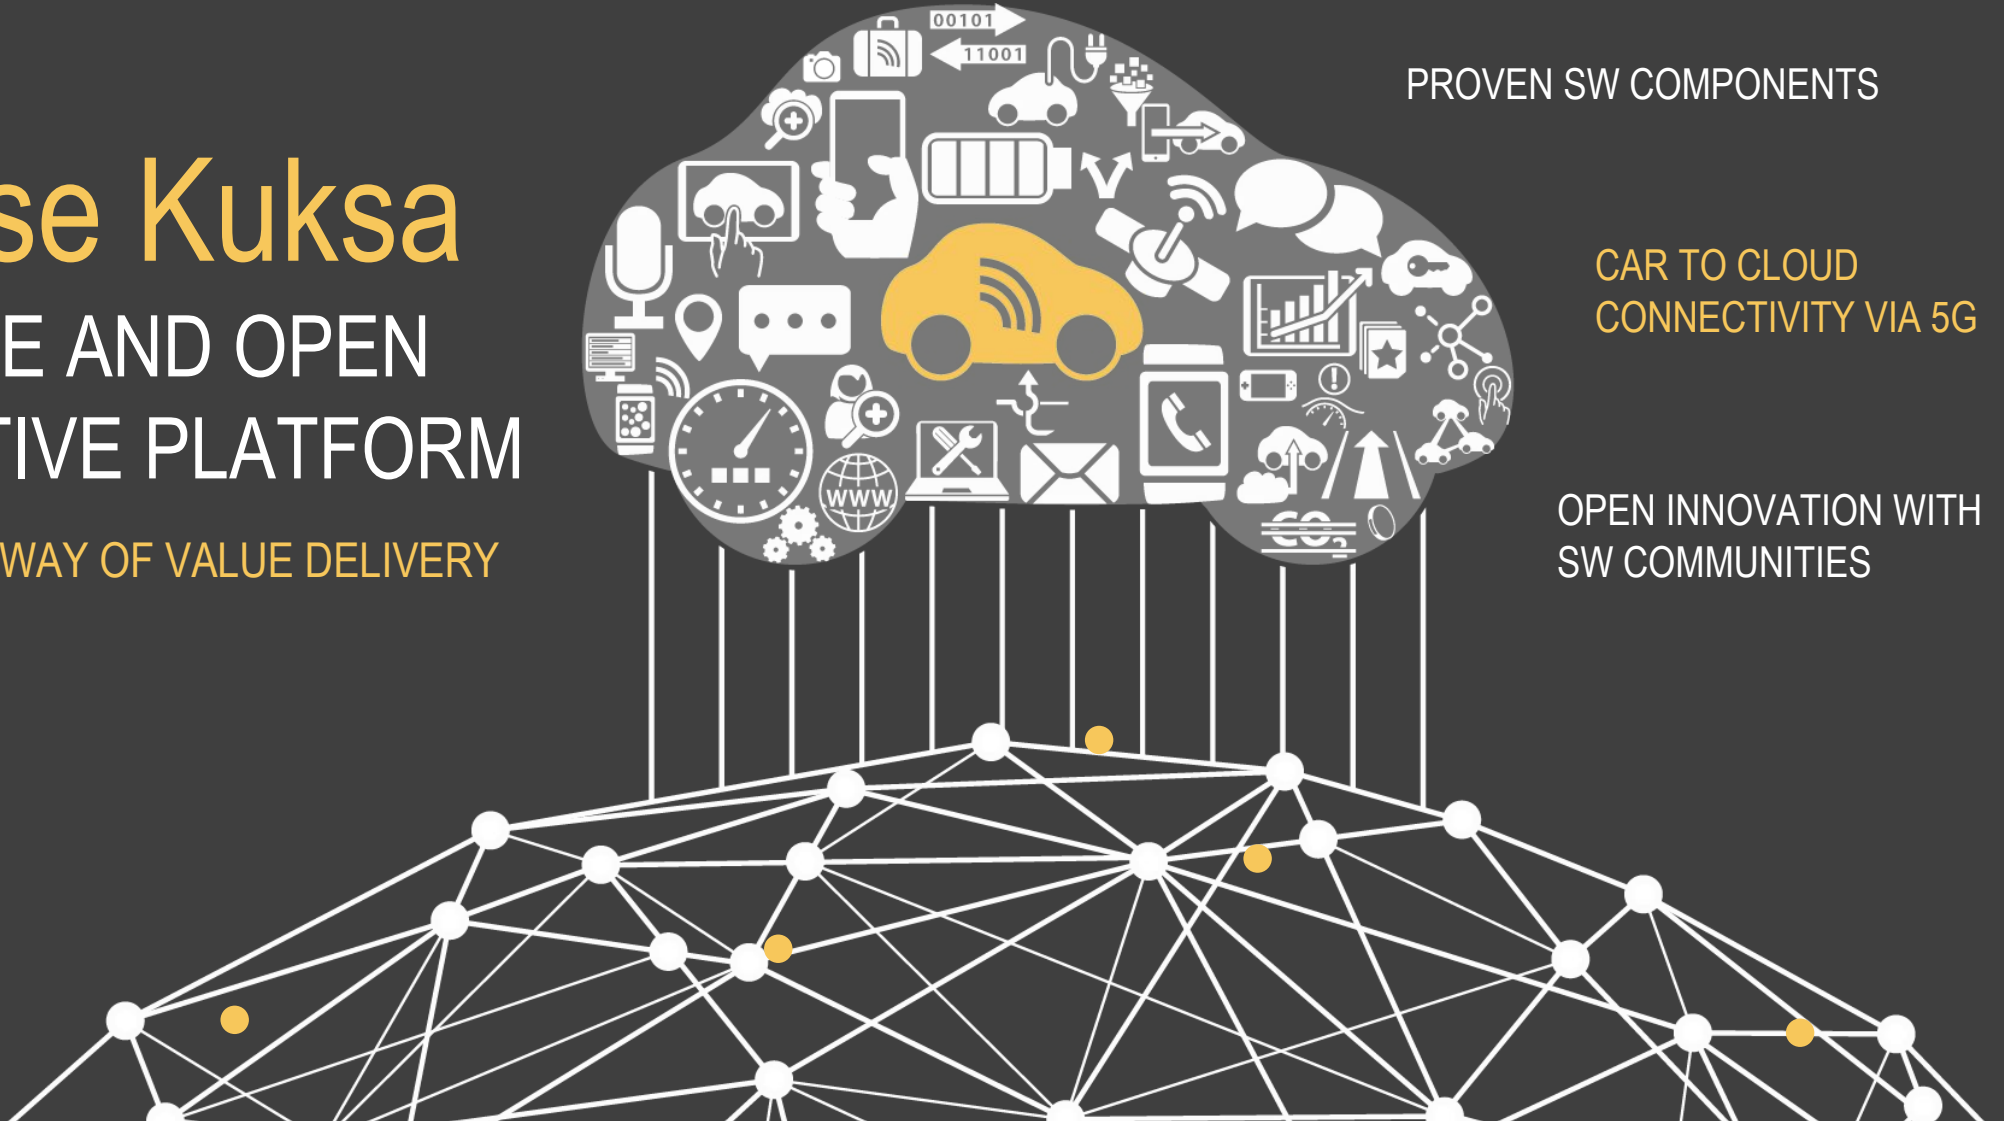 se Kuksa
E AND OPEN
TIVE PLATFORM
WAY OF VALUE DELIVERY
00101
11001
WWW
CO2
PROVEN SW COMPONENTS
CAR TO CLOUD
CONNECTIVITY VIA 5G
OPEN INNOVATION WITH
SW COMMUNITIES